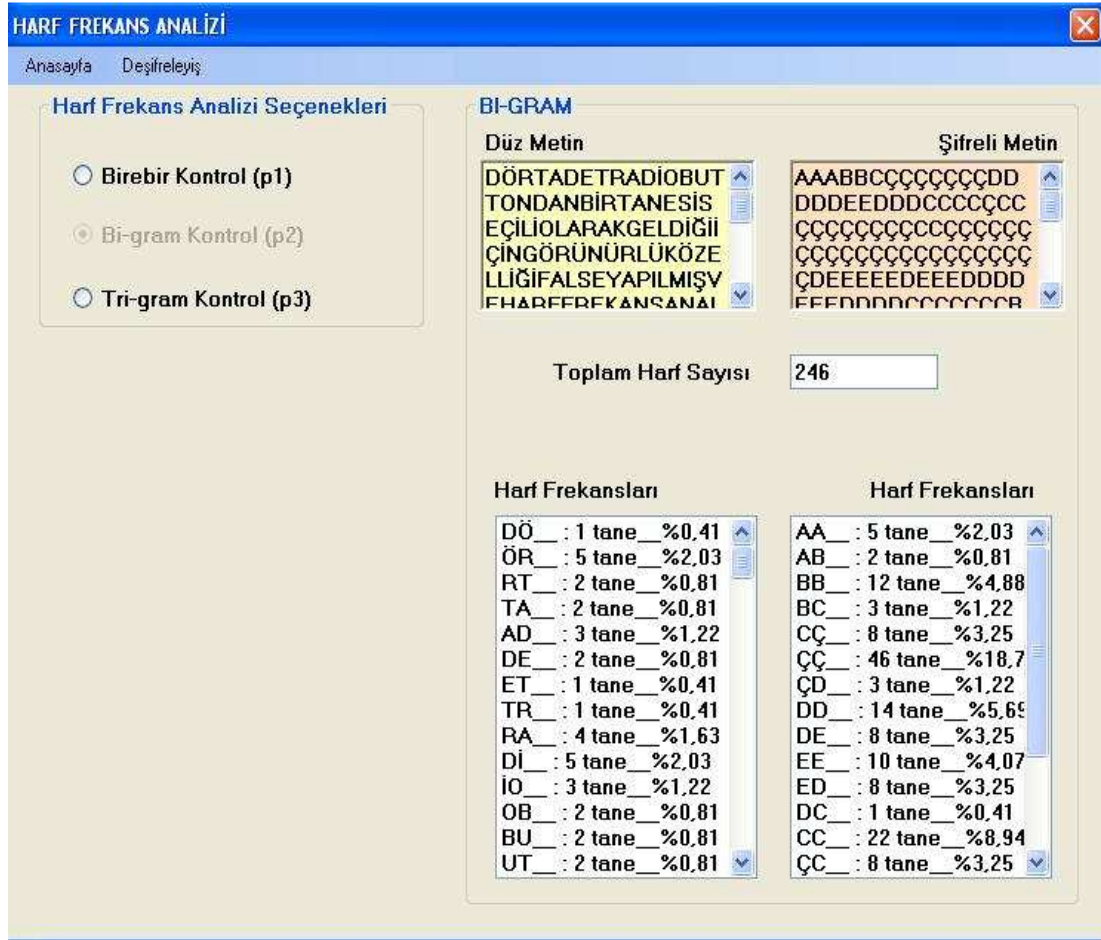 HARF FREKANS ANALİZİ
Anasayfa Deşifreleyiş
Harf Frekans Analizi Seçenekleri
Birebir Kontrol (p1)
Bi-gram Kontrol (p2)
Tri-gram Kontrol (p3)
BI-GRAM
Düz Metin
DÖRTADETRADİOBUT
TONDANBİRTANESİS
EÇİLİOLARAKGELDİĞİİ
ÇİNGÖRÜNÜRLÜKÖZE
LLİĞİFALSEYAPILMIŞV
EHARFFREKANSANAL
Şifreli Metin
AAABBCÇÇÇÇÇÇÇDD
DDDEEDDDCCCCÇCC
ÇÇÇÇÇÇÇÇCCÇÇÇÇÇ
ÇÇÇÇÇÇÇÇÇÇÇÇÇÇÇÇ
ÇDEEEEEDEEEDDDD
EEEDDDDCCCCCCCB
Toplam Harf Sayısı 246
Harf Frekansları
DÖ__ : 1 tane__%0,41
ÖR__ : 5 tane__%2,03
RT__ : 2 tane__%0,81
TA__ : 2 tane__%0,81
AD__ : 3 tane__%1,22
DE__ : 2 tane__%0,81
ET__ : 1 tane__%0,41
TR__ : 1 tane__%0,41
RA__ : 4 tane__%1,63
Dİ__ : 5 tane__%2,03
İO__ : 3 tane__%1,22
OB__ : 2 tane__%0,81
BU__ : 2 tane__%0,81
UT__ : 2 tane__%0,81
Harf Frekansları
AA__ : 5 tane__%2,03
AB__ : 2 tane__%0,81
BB__ : 12 tane__%4,88
BC__ : 3 tane__%1,22
CÇ__ : 8 tane__%3,25
ÇÇ__ : 46 tane__%18,7
ÇD__ : 3 tane__%1,22
DD__ : 14 tane__%5,69
DE__ : 8 tane__%3,25
EE__ : 10 tane__%4,07
ED__ : 8 tane__%3,25
DC__ : 1 tane__%0,41
CC__ : 22 tane__%8,94
ÇC__ : 8 tane__%3,25